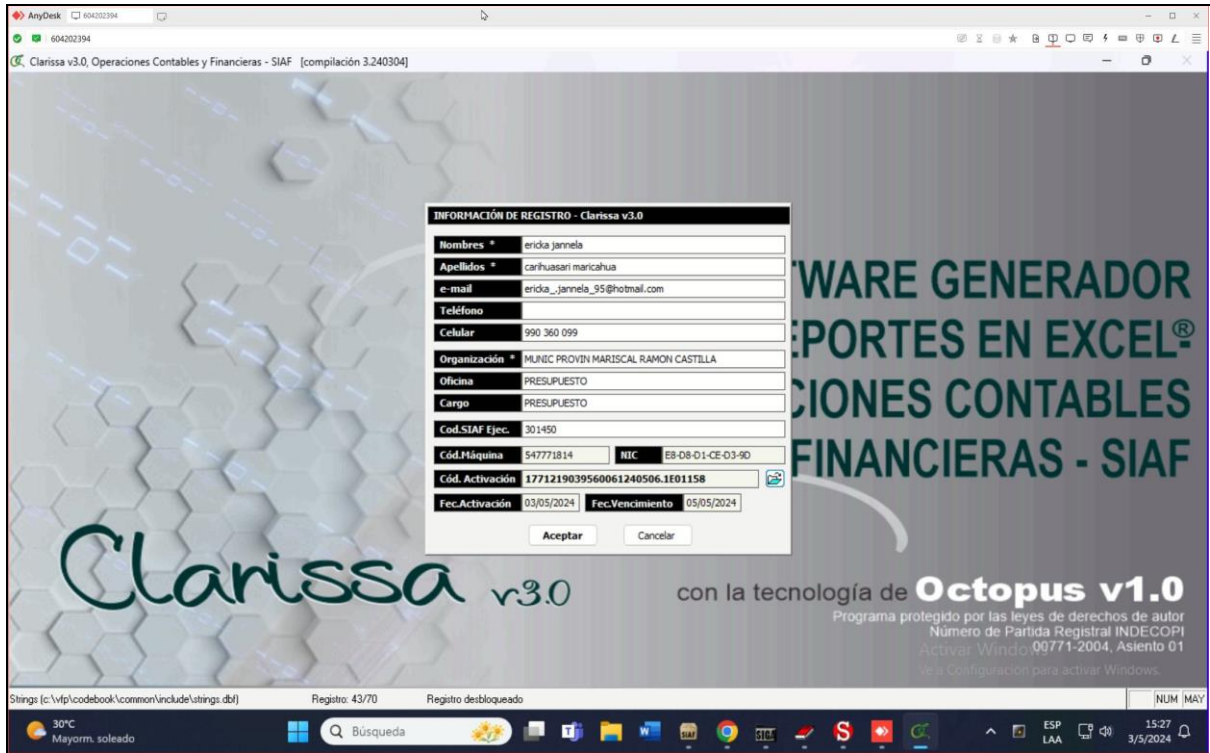 AnyDesk 604202394
604202394
Clarissa v3.0, Operaciones Contables y Financieras - SIAF [compilación 3.240304]
INFORMACIÓN DE REGISTRO - Clarissa v3.0
Nombres * ericka jannela
Apellidos * carihuasari maricahua
e-mail ericka_.jannela_95@hotmail.com
Teléfono
Celular 990 360 099
Organización * MUNIC PROVIN MARISCAL RAMON CASTILLA
Oficina PRESUPUESTO
Cargo PRESUPUESTO
Cod.SIAF Ejec. 301450
Cód.Máquina 547771814 NIC E8-D8-D1-CE-D3-9D
Cód. Activación 1771219039560061240506.1E01158
Fec.Activación 03/05/2024 Fec.Vencimiento 05/05/2024
Aceptar Cancelar
WARE GENERADOR
EPORTES EN EXCEL®
CIONES CONTABLES
FINANCIERAS - SIAF
Clarissa v3.0
con la tecnología de Octopus v1.0
Programa protegido por las leyes de derechos de autor
Número de Partida Registral INDECOPI
00771-2004, Asiento 01
Activar Windows
Ve a Configuración para activar Windows.
Strings (c:\vfp\codebook\common\include\strings.dbf) Registro: 43/70 Registro desbloqueado NUM MAY
30°C
Mayorm. soleado
Búsqueda
SIAF
SIGA
S
ESP
LAA
15:27
3/5/2024